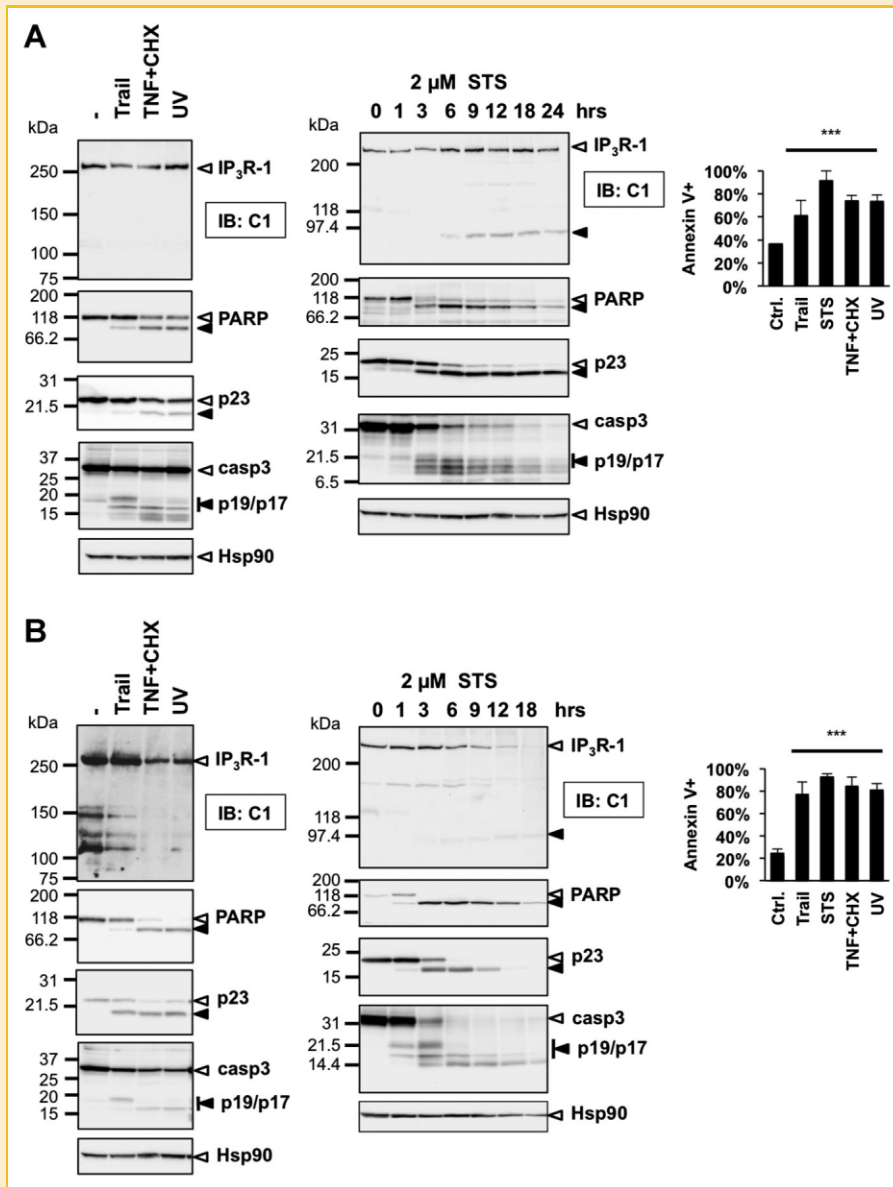 A
-
Trail
TNF+CHX
UV
kDa
250
150
100
75
IP3R-1
IB: C1
200
118
66.2
PARP
31
21.5
p23
37
25
20
15
casp3
p19/p17
Hsp90
2 µM STS
0 1 3 6 9 12 18 24 hrs
kDa
200
118
97.4
IP3R-1
IB: C1
200
118
66.2
PARP
25
15
p23
31
21.5
6.5
casp3
p19/p17
Hsp90
***
Annexin V+
100%
80%
60%
40%
20%
0%
Ctrl.
Trail
STS
TNF+CHX
UV
B
-
Trail
TNF+CHX
UV
kDa
250
150
100
75
IP3R-1
IB: C1
200
118
66.2
PARP
31
21.5
p23
37
25
20
15
casp3
p19/p17
Hsp90
2 µM STS
0 1 3 6 9 12 18 hrs
kDa
200
118
97.4
IP3R-1
IB: C1
200
118
66.2
PARP
25
15
p23
31
21.5
14.4
casp3
p19/p17
Hsp90
***
Annexin V+
100%
80%
60%
40%
20%
0%
Ctrl.
Trail
STS
TNF+CHX
UV